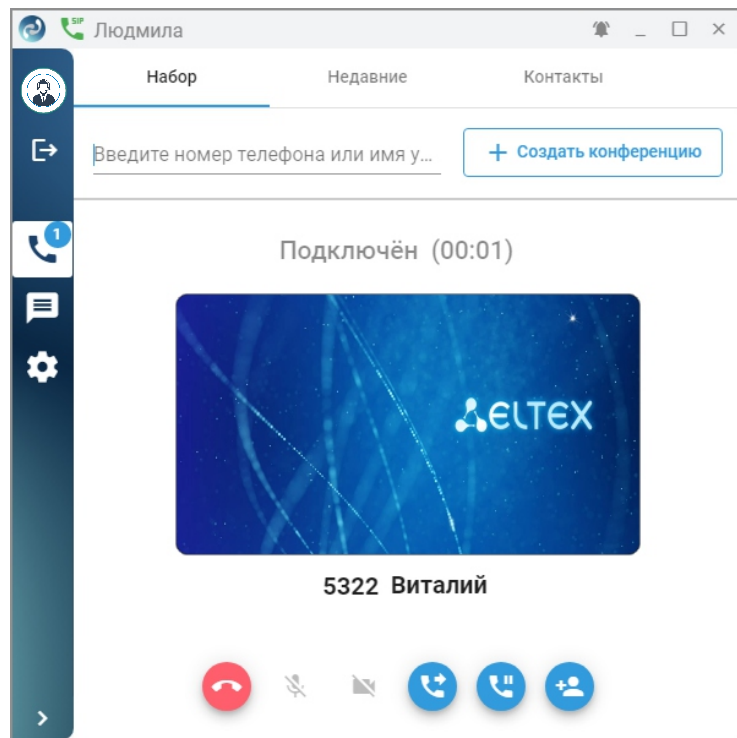 SIP Людмила
Набор Недавние Контакты
Введите номер телефона или имя у... + Создать конференцию
1
Подключён (00:01)
ELTEX
5322 Виталий